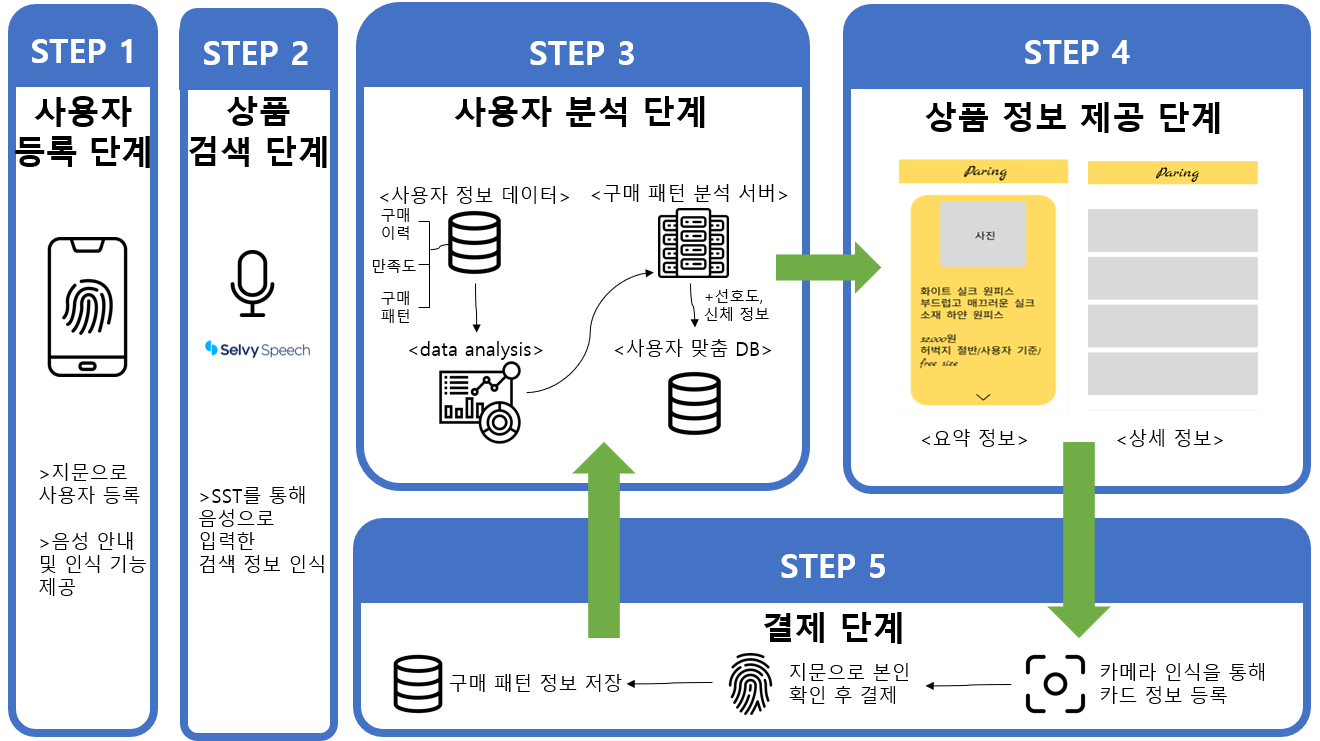 STEP 1
사용자
등록 단계
>지문으로
사용자 등록
>음성 안내
및 인식 기능
제공
STEP 2
상품
검색 단계
SelvySpeech
>SST를 통해
음성으로
입력한
검색 정보 인식
STEP 3
사용자 분석 단계
<사용자 정보 데이터>
구매
이력
만족도
구매
패턴
<data analysis>
<구매 패턴 분석 서버>
+선호도,
신체 정보
<사용자 맞춤 DB>
STEP 4
상품 정보 제공 단계
Paring
사진
화이트 실크 원피스
부드럽고 매끄러운 실크
소재 하얀 원피스
32,000원
허벅지 절반/사용자 기준/
free size
<요약 정보>
Paring
<상세 정보>
STEP 5
결제 단계
구매 패턴 정보 저장
지문으로 본인
확인 후 결제
카메라 인식을 통해
카드 정보 등록